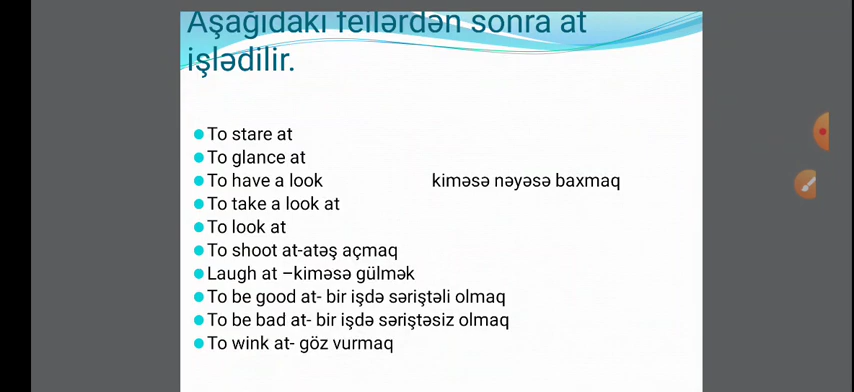 Aşağıdakı feilərdən sonra at
işlədilir.
To stare at
To glance at
To have a look kiməsə nəyəsə baxmaq
To take a look at
To look at
To shoot at-atəş açmaq
Laugh at –kiməsə gülmək
To be good at- bir işdə səriştəli olmaq
To be bad at- bir işdə səriştəsiz olmaq
To wink at- göz vurmaq